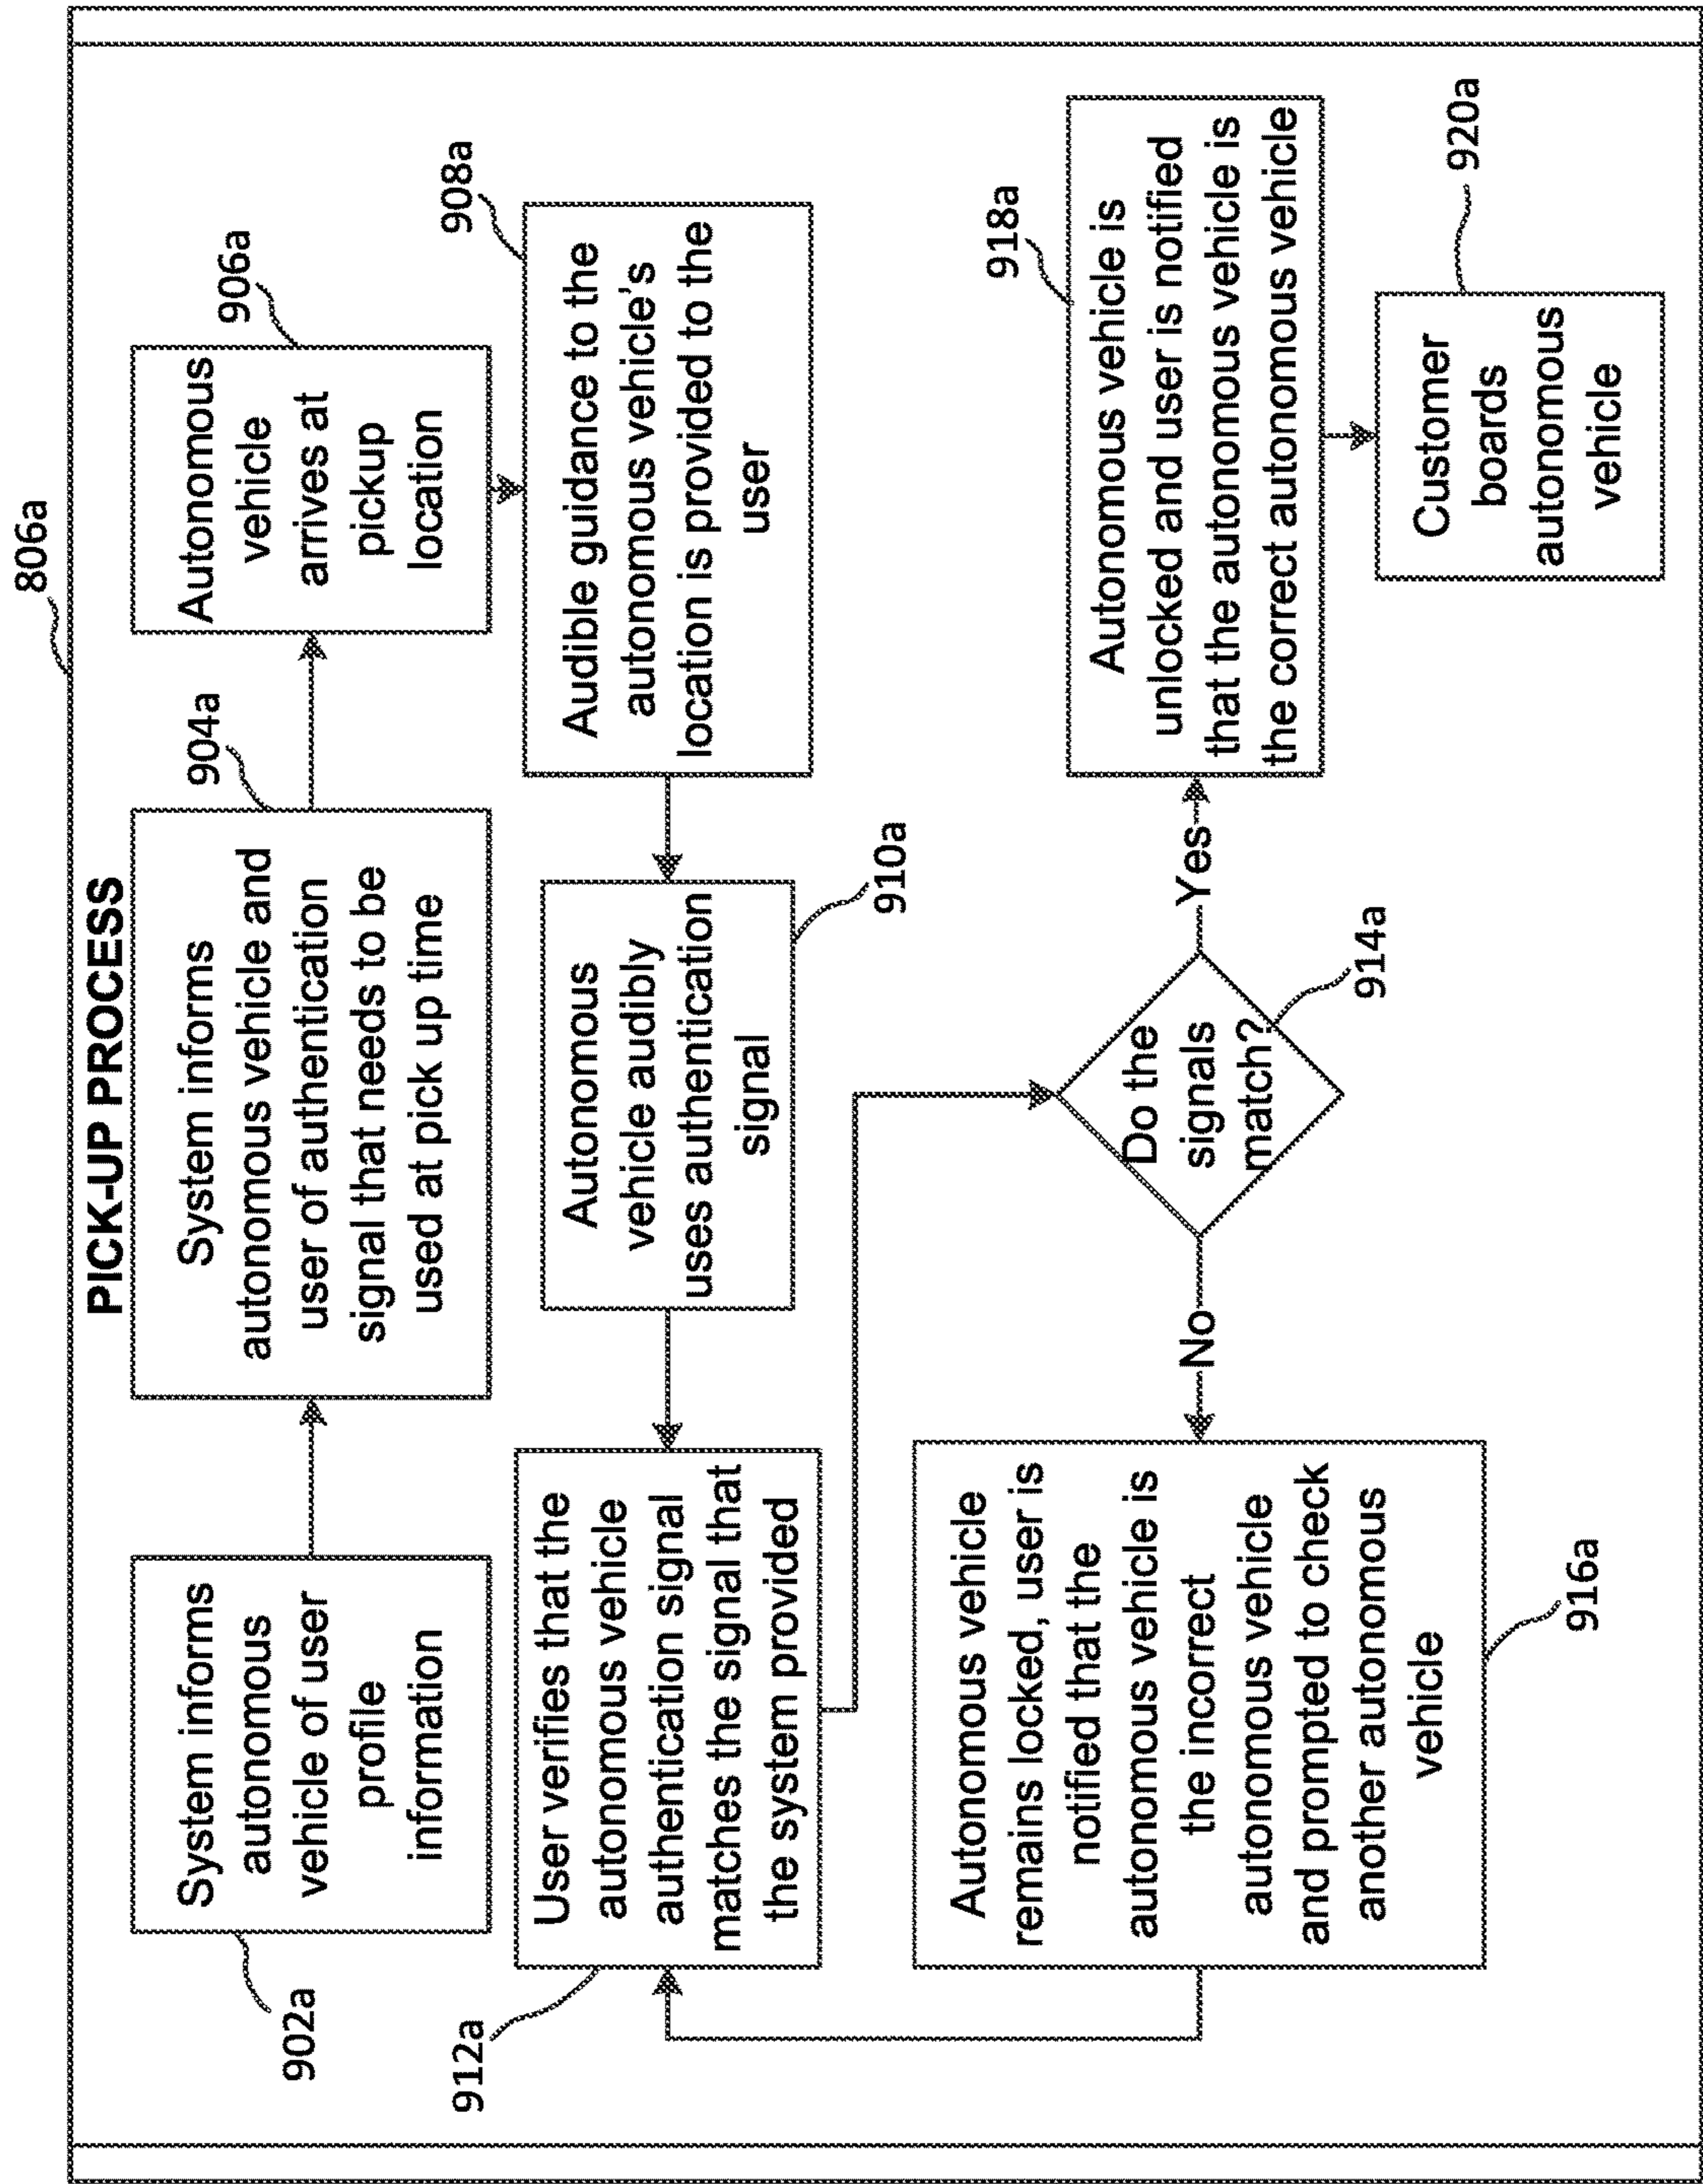 806a
PICK-UP PROCESS
902a
System informs
autonomous
vehicle of user
profile
information
904a
System informs
autonomous vehicle and
user of authentication
signal that needs to be
used at pick up time
906a
Autonomous
vehicle
arrives at
pickup
location
908a
Audible guidance to the
autonomous vehicle's
location is provided to the
user
910a
Autonomous
vehicle audibly
uses authentication
signal
912a
User verifies that the
autonomous vehicle
authentication signal
matches the signal that
the system provided
914a
Do the
signals
match?
No
Yes
916a
Autonomous vehicle
remains locked, user is
notified that the
autonomous vehicle is
the incorrect
autonomous vehicle
and prompted to check
another autonomous
vehicle
918a
Autonomous vehicle is
unlocked and user is notified
that the autonomous vehicle is
the correct autonomous vehicle
920a
Customer
boards
autonomous
vehicle